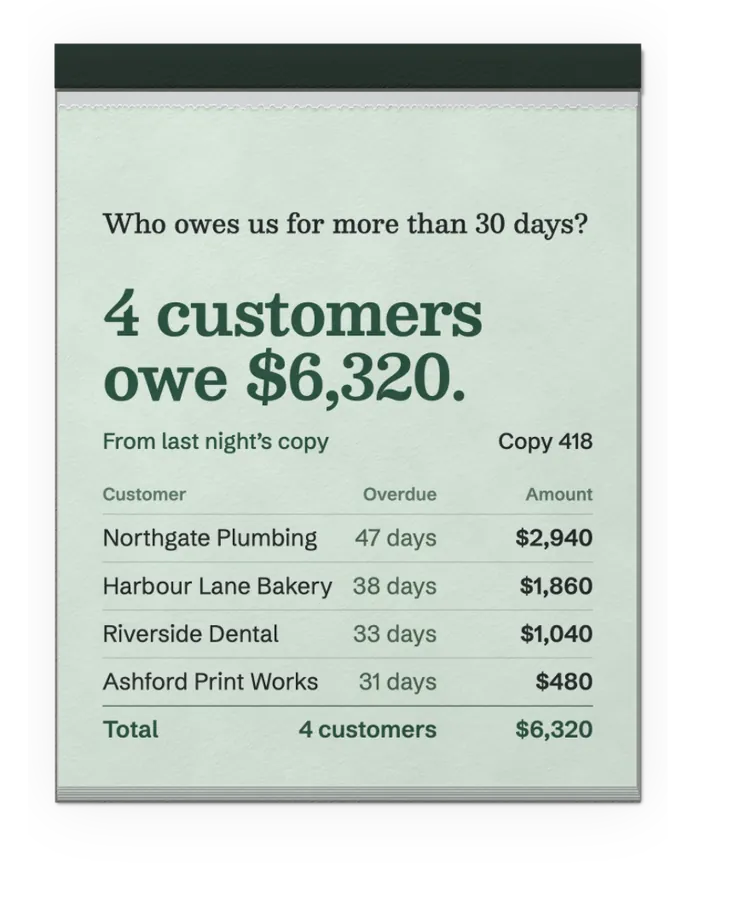 Who owes us for more than 30 days?
4 customers
owe $6,320.
From last night’s copy Copy 418
Customer Overdue Amount
Northgate Plumbing 47 days $2,940
Harbour Lane Bakery 38 days $1,860
Riverside Dental 33 days $1,040
Ashford Print Works 31 days $480
Total 4 customers $6,320